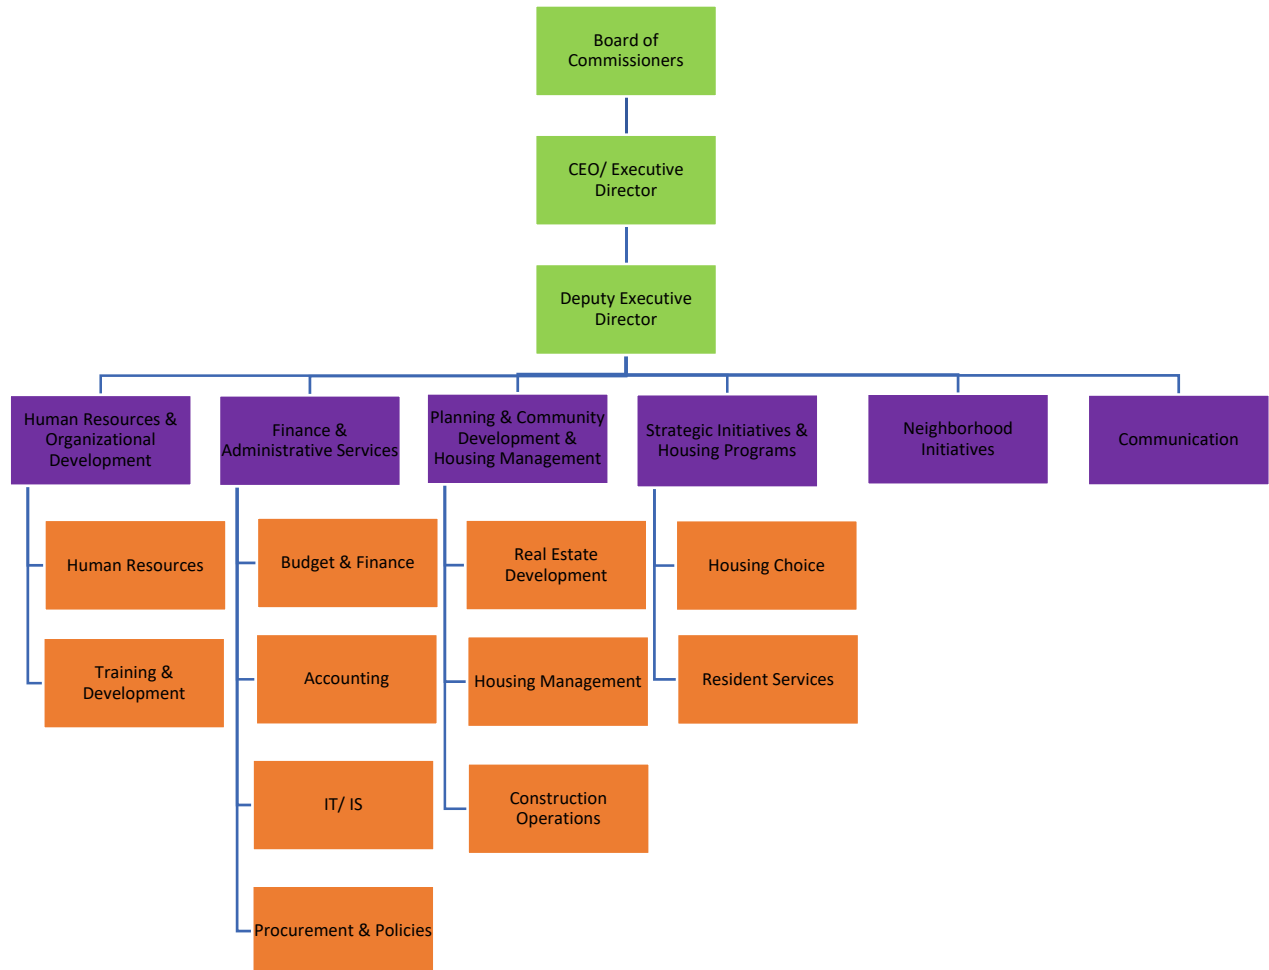 Board of
Commissioners
CEO/ Executive
Director
Deputy Executive
Director
Human Resources &
Organizational
Development
Finance &
Administrative Services
Planning & Community
Development &
Housing Management
Strategic Initiatives &
Housing Programs
Neighborhood
Initiatives
Communication
Human Resources
Budget & Finance
Real Estate
Development
Housing Choice
Training &
Development
Accounting
Housing Management
Resident Services
IT/ IS
Construction
Operations
Procurement & Policies